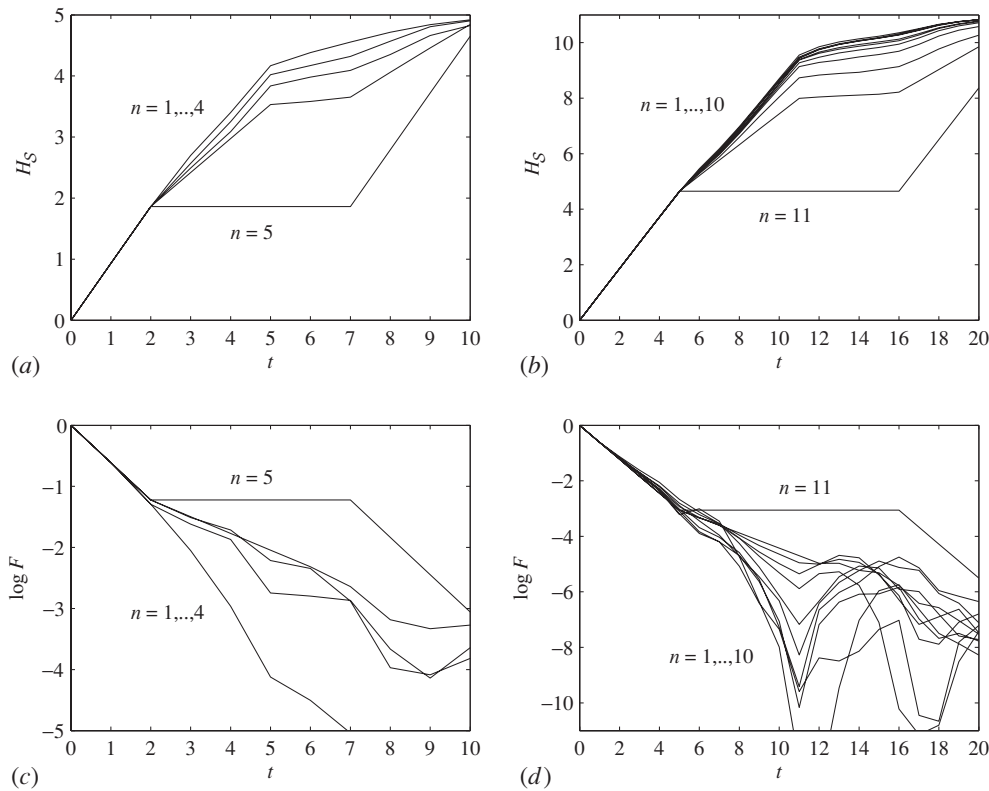 5
4
3
2
1
0
H_S
n = 1,..,4
n = 5
0 1 2 3 4 5 6 7 8 9 10
t
(a)
10
8
6
4
2
0
H_S
n = 1,..,10
n = 11
0 2 4 6 8 10 12 14 16 18 20
t
(b)
0
−1
−2
−3
−4
−5
log F
n = 5
n = 1,..,4
0 1 2 3 4 5 6 7 8 9 10
t
(c)
0
−2
−4
−6
−8
−10
log F
n = 11
n = 1,..,10
0 2 4 6 8 10 12 14 16 18 20
t
(d)